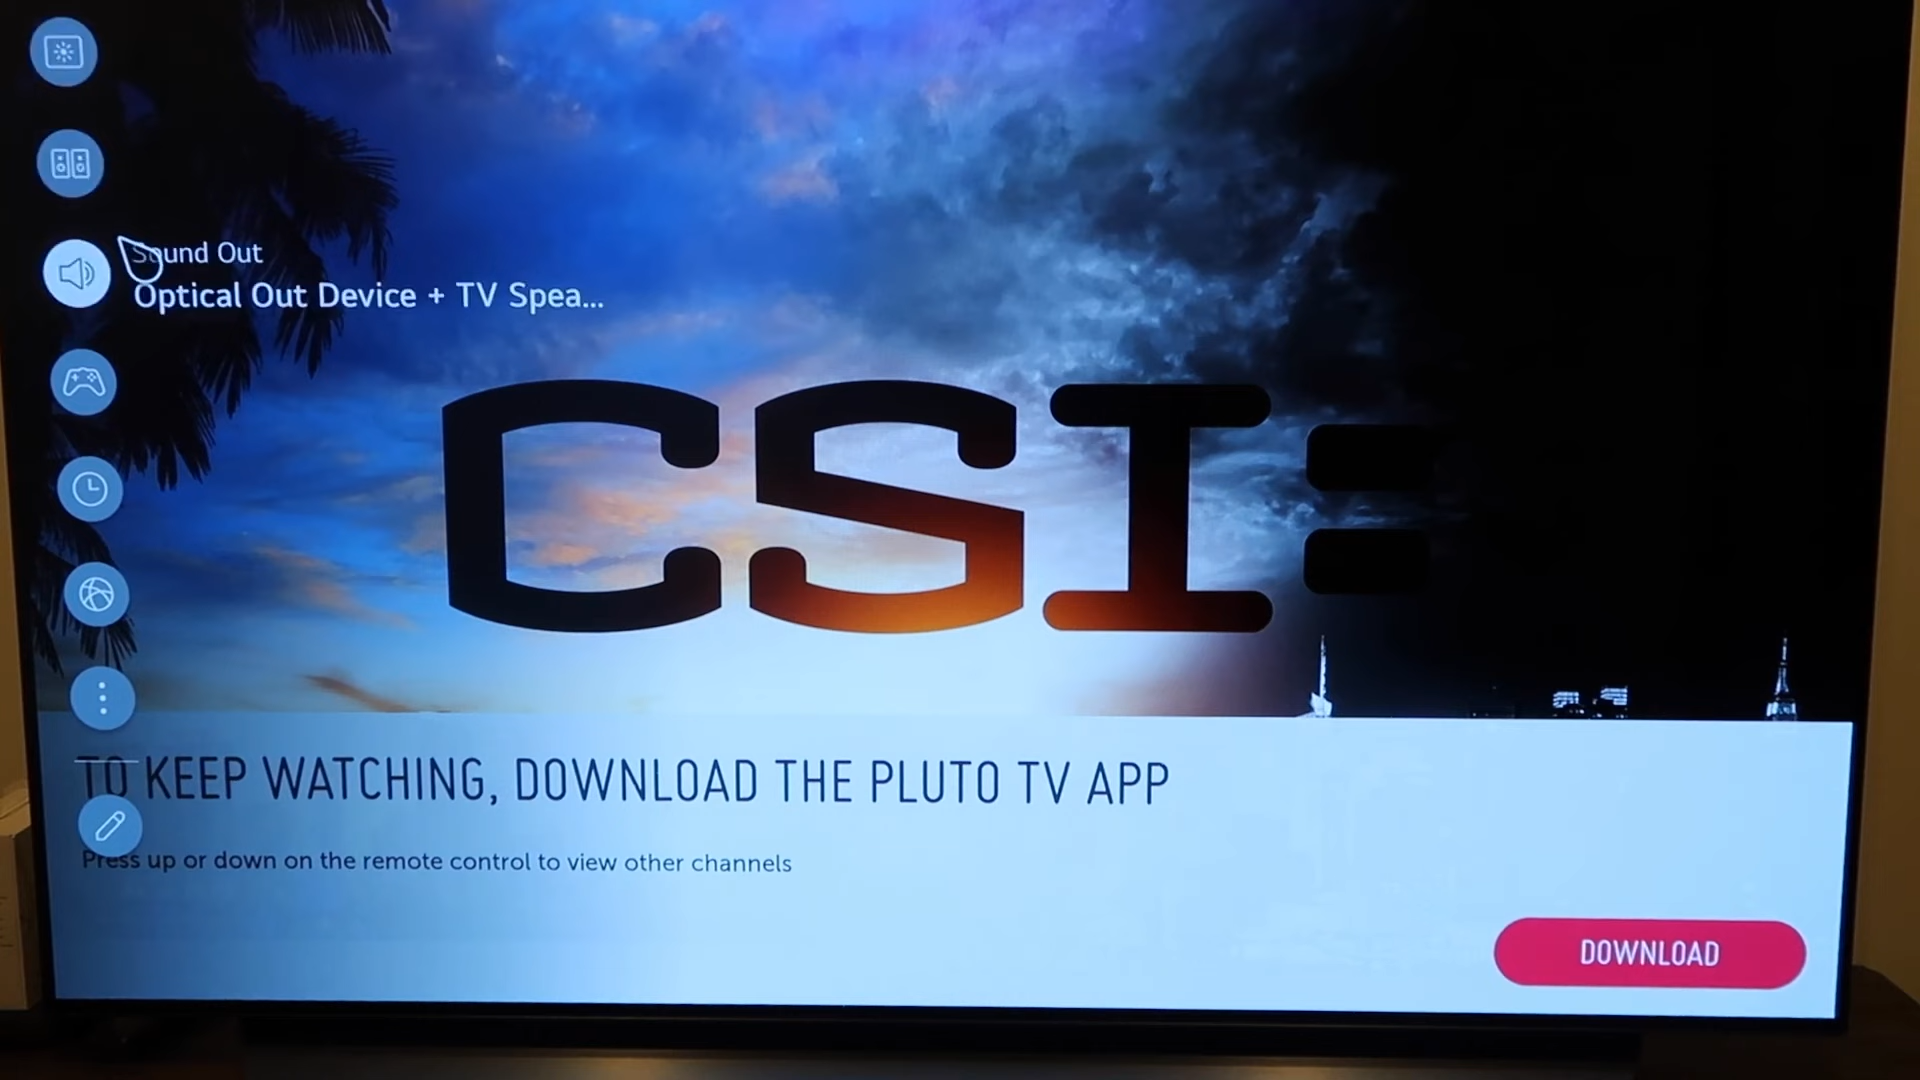 Sound Out
Optical Out Device + TV Spea...
CSI:
TO KEEP WATCHING, DOWNLOAD THE PLUTO TV APP
Press up or down on the remote control to view other channels
DOWNLOAD